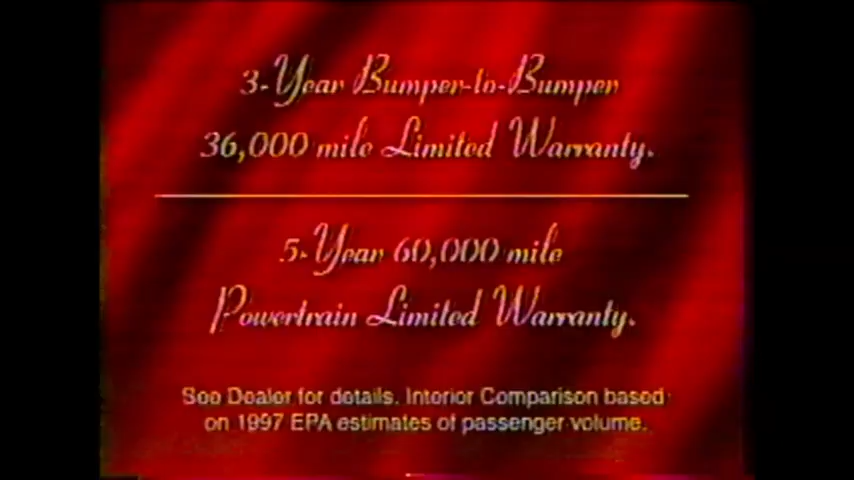 3-Year Bumper-to-Bumper
36,000 mile Limited Warranty.
5-Year 60,000 mile
Powertrain Limited Warranty.
See Dealer for details. Interior Comparison based
on 1997 EPA estimates of passenger volume.